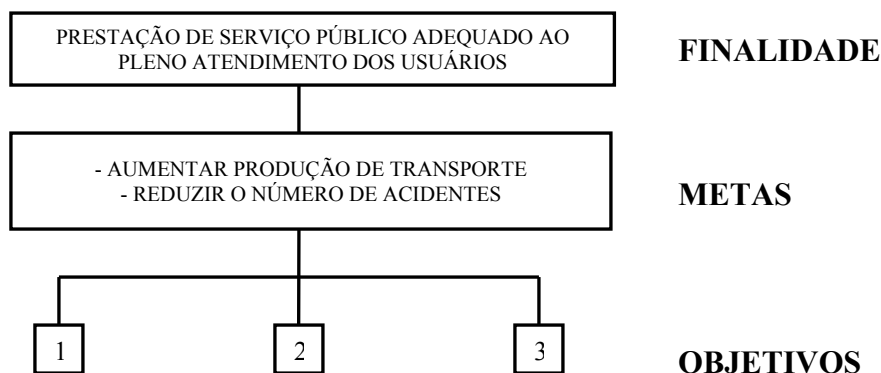 PRESTAÇÃO DE SERVIÇO PÚBLICO ADEQUADO AO
PLENO ATENDIMENTO DOS USUÁRIOS
FINALIDADE
- AUMENTAR PRODUÇÃO DE TRANSPORTE
- REDUZIR O NÚMERO DE ACIDENTES
METAS
1
2
3
OBJETIVOS